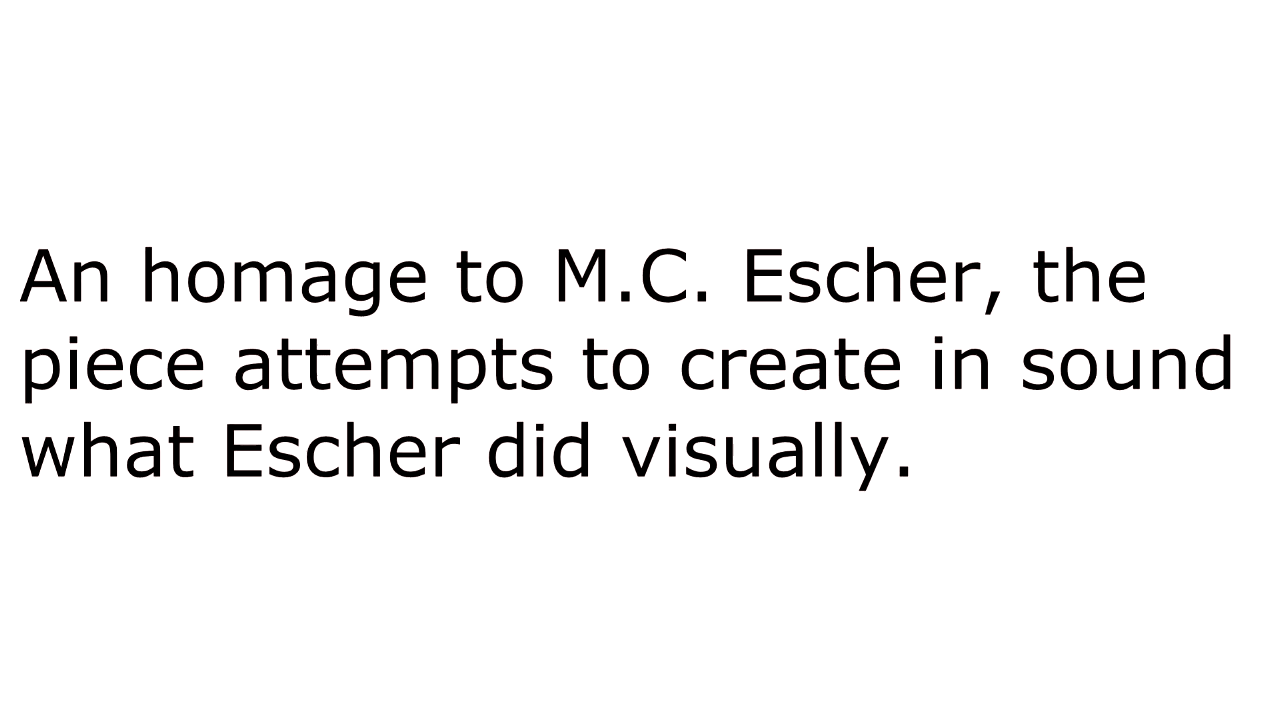 An homage to M.C. Escher, the
piece attempts to create in sound
what Escher did visually.